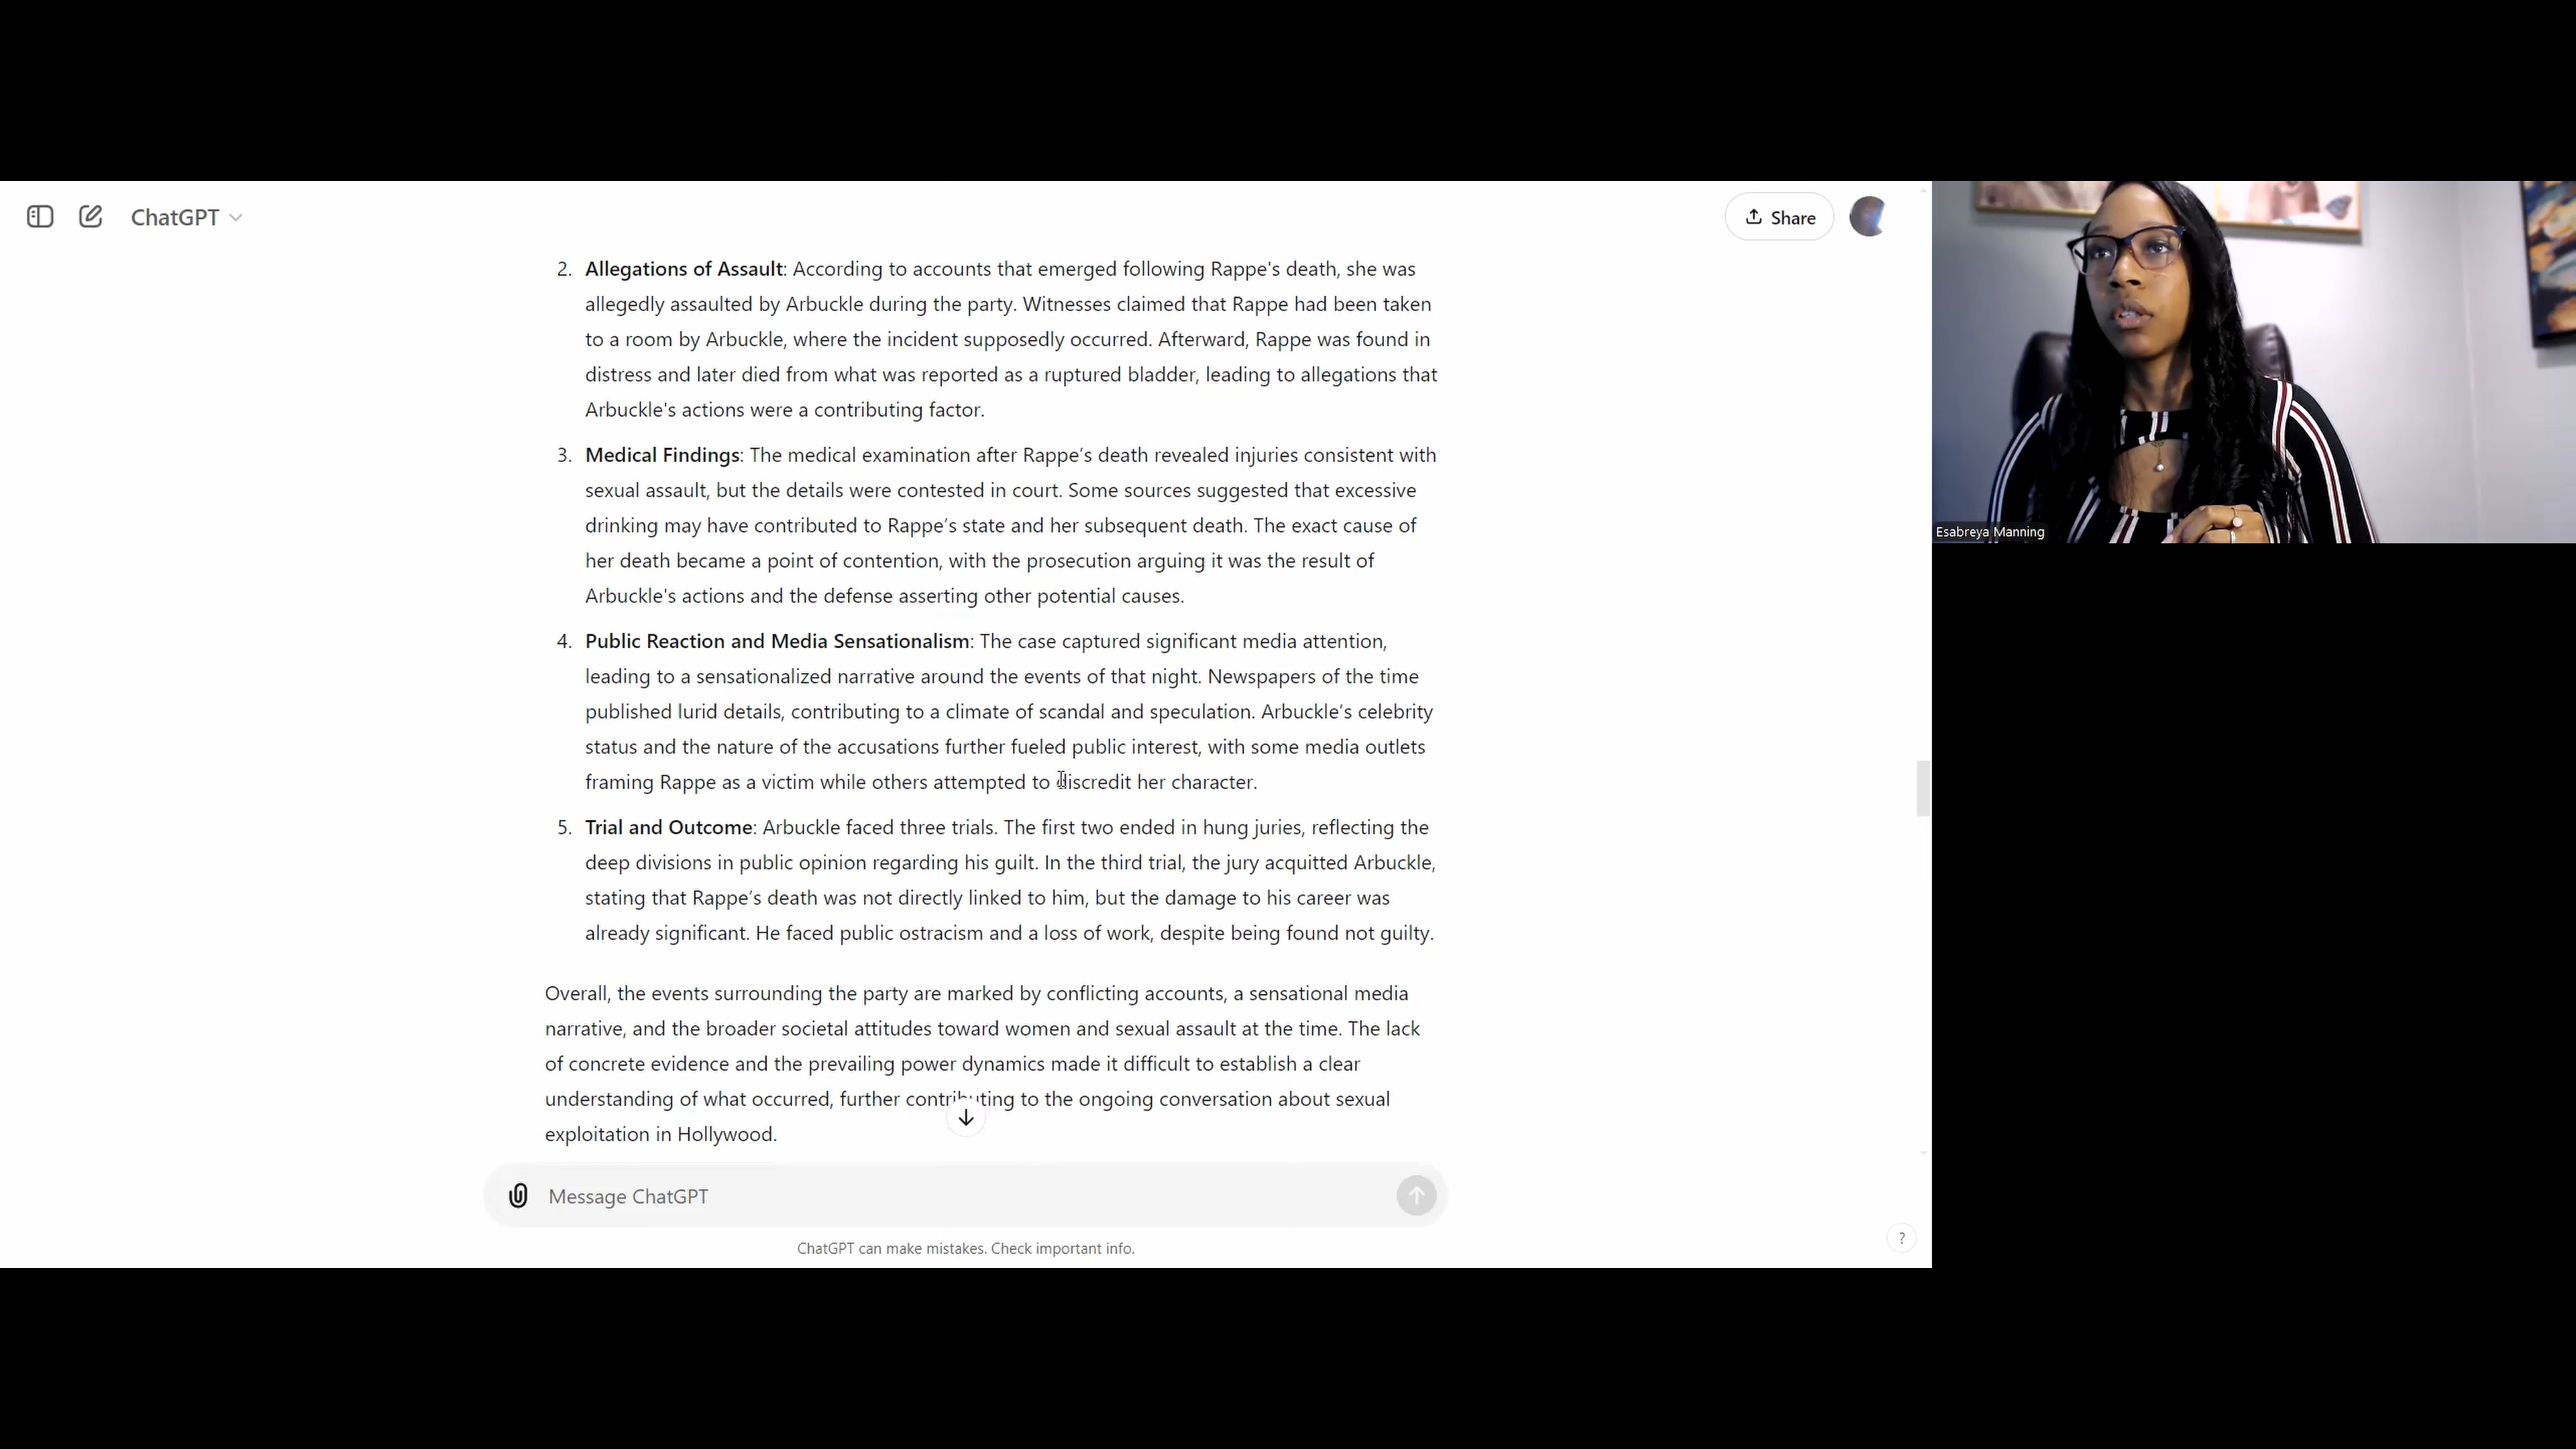 ChatGPT
Share
2. Allegations of Assault: According to accounts that emerged following Rappe's death, she was
allegedly assaulted by Arbuckle during the party. Witnesses claimed that Rappe had been taken
to a room by Arbuckle, where the incident supposedly occurred. Afterward, Rappe was found in
distress and later died from what was reported as a ruptured bladder, leading to allegations that
Arbuckle's actions were a contributing factor.
3. Medical Findings: The medical examination after Rappe's death revealed injuries consistent with
sexual assault, but the details were contested in court. Some sources suggested that excessive
drinking may have contributed to Rappe's state and her subsequent death. The exact cause of
her death became a point of contention, with the prosecution arguing it was the result of
Arbuckle's actions and the defense asserting other potential causes.
4. Public Reaction and Media Sensationalism: The case captured significant media attention,
leading to a sensationalized narrative around the events of that night. Newspapers of the time
published lurid details, contributing to a climate of scandal and speculation. Arbuckle's celebrity
status and the nature of the accusations further fueled public interest, with some media outlets
framing Rappe as a victim while others attempted to discredit her character.
5. Trial and Outcome: Arbuckle faced three trials. The first two ended in hung juries, reflecting the
deep divisions in public opinion regarding his guilt. In the third trial, the jury acquitted Arbuckle,
stating that Rappe's death was not directly linked to him, but the damage to his career was
already significant. He faced public ostracism and a loss of work, despite being found not guilty.
Overall, the events surrounding the party are marked by conflicting accounts, a sensational media
narrative, and the broader societal attitudes toward women and sexual assault at the time. The lack
of concrete evidence and the prevailing power dynamics made it difficult to establish a clear
understanding of what occurred, further contributing to the ongoing conversation about sexual
exploitation in Hollywood.
Message ChatGPT
ChatGPT can make mistakes. Check important info.
?
Esabreya Manning